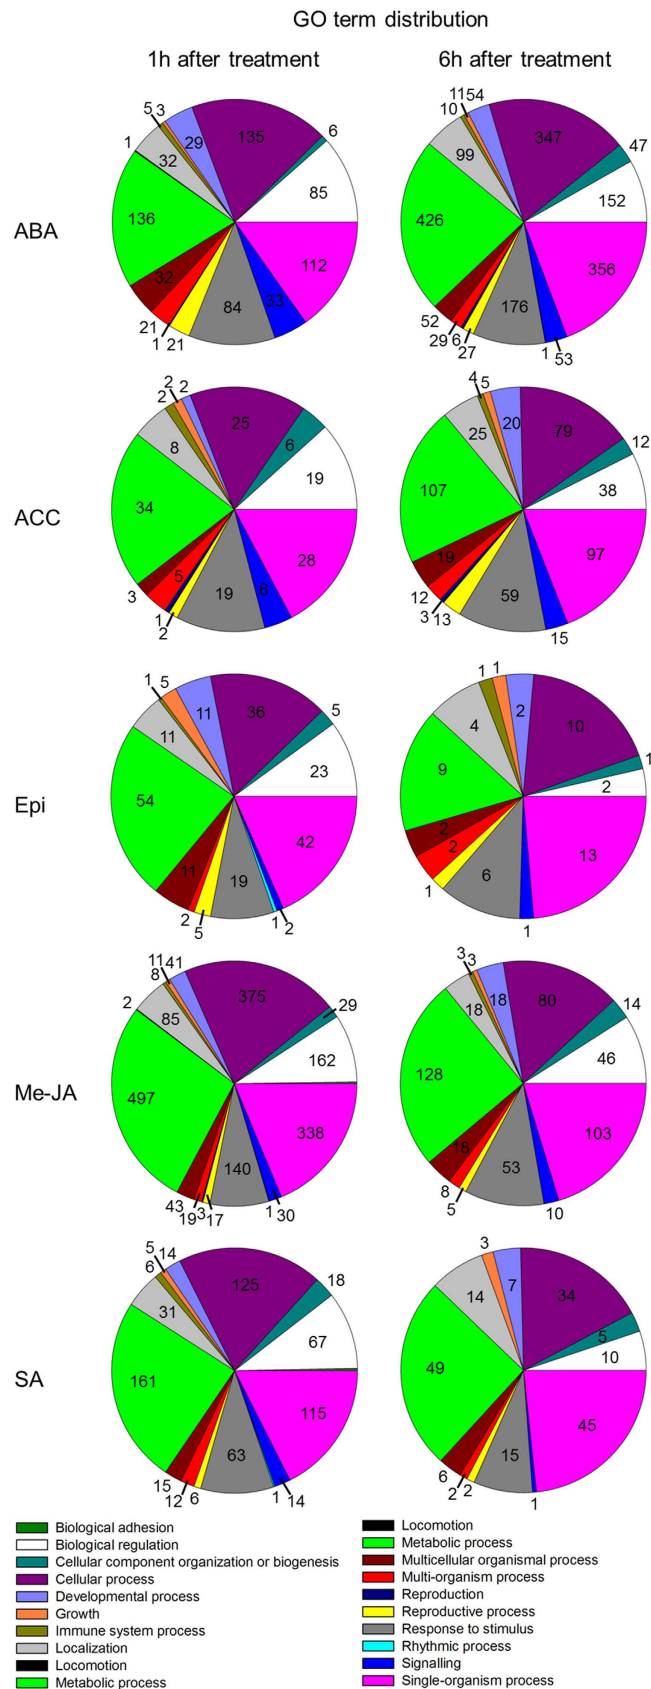 GO term distribution
1h after treatment 6h after treatment
ABA
5 3 29 135 6 85 112 33 84 21 1 21 32 136 1 32
10 11 54 347 47 152 356 53 1 176 27 6 29 52 426 99
ACC
2 2 2 25 6 19 28 6 19 2 1 5 3 34 8
4 5 20 79 12 38 97 15 59 13 3 12 19 107 25
Epi
1 5 11 36 5 23 42 2 1 19 5 2 11 54 11
1 1 2 10 1 2 13 1 6 1 2 2 9 4
Me-JA
8 11 41 375 29 162 338 30 1 140 17 3 19 43 497 2 85
3 3 18 80 14 46 103 10 53 5 8 18 128 18
SA
6 5 14 125 18 67 115 14 1 63 6 12 15 161 31
3 7 34 5 10 45 1 15 2 2 6 49 14
Biological adhesion
Biological regulation
Cellular component organization or biogenesis
Cellular process
Developmental process
Growth
Immune system process
Localization
Locomotion
Metabolic process
Locomotion
Metabolic process
Multicellular organismal process
Multi-organism process
Reproduction
Reproductive process
Response to stimulus
Rhythmic process
Signalling
Single-organism process